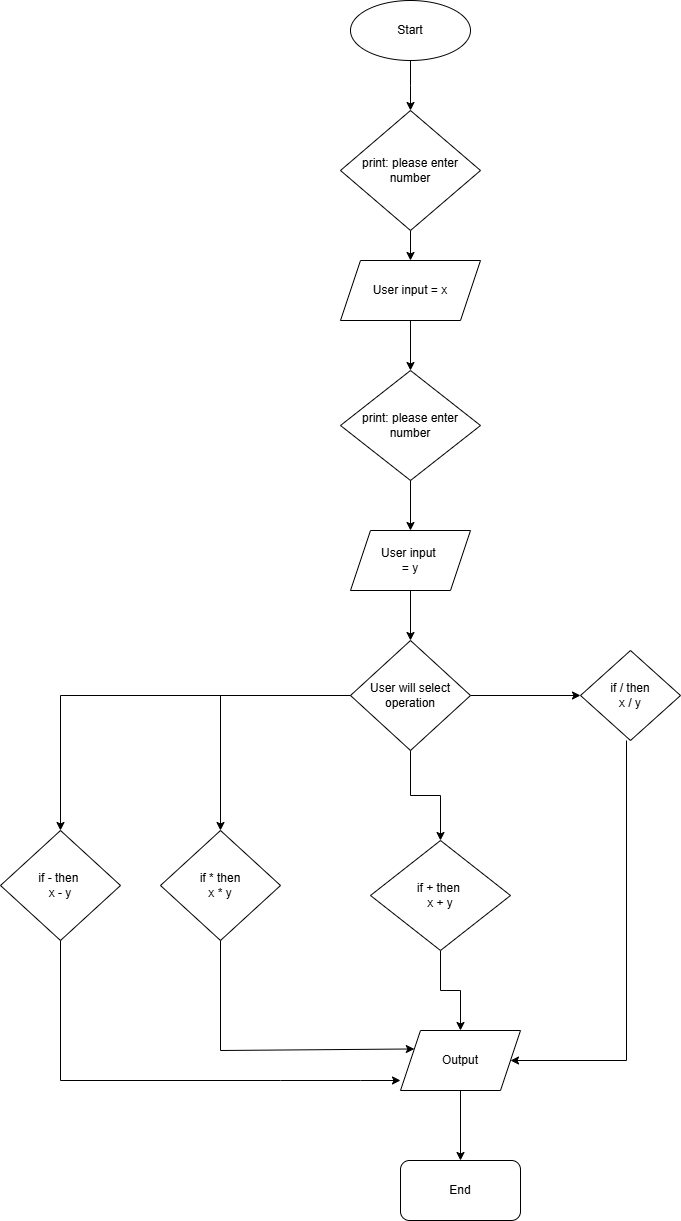 Start
print: please enter
number
User input = x
print: please enter
number
User input
= y
User will select
operation
if / then
x / y
if - then
x - y
if * then
x * y
if + then
x + y
Output
End